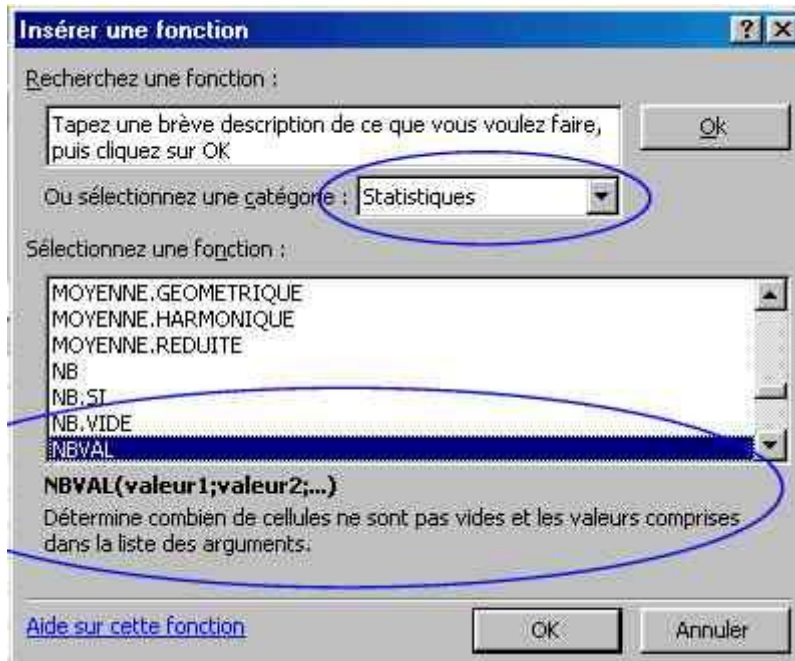 Insérer une fonction
Recherchez une fonction :
Tapez une brève description de ce que vous voulez faire,
puis cliquez sur OK
Ok
Ou sélectionnez une catégorie : Statistiques
Sélectionnez une fonction :
MOYENNE.GEOMETRIQUE
MOYENNE.HARMONIQUE
MOYENNE.REDUITE
NB
NB.SI
NB.VIDE
NBVAL
NBVAL(valeur1;valeur2;...)
Détermine combien de cellules ne sont pas vides et les valeurs comprises
dans la liste des arguments.
Aide sur cette fonction
OK
Annuler